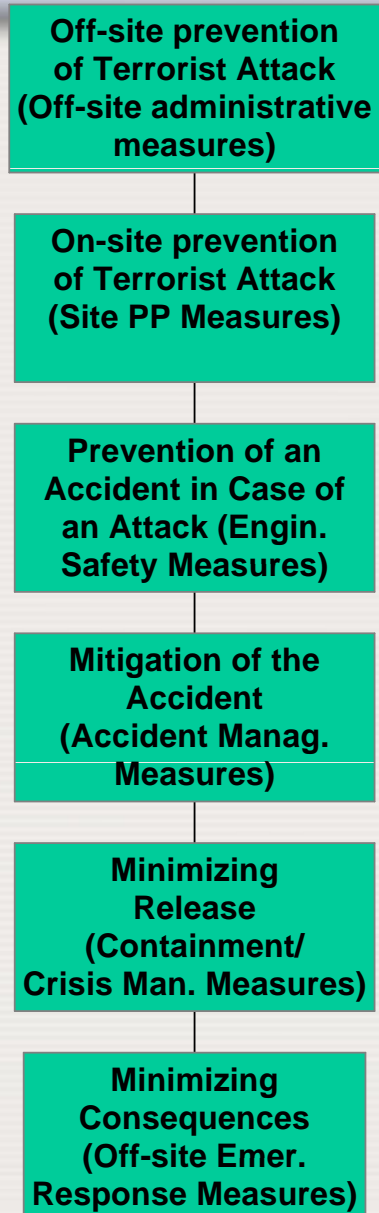 Off-site prevention
of Terrorist Attack
(Off-site administrative
measures)
On-site prevention
of Terrorist Attack
(Site PP Measures)
Prevention of an
Accident in Case of
an Attack (Engin.
Safety Measures)
Mitigation of the
Accident
(Accident Manag.
Measures)
Minimizing
Release
(Containment/
Crisis Man. Measures)
Minimizing
Consequences
(Off-site Emer.
Response Measures)